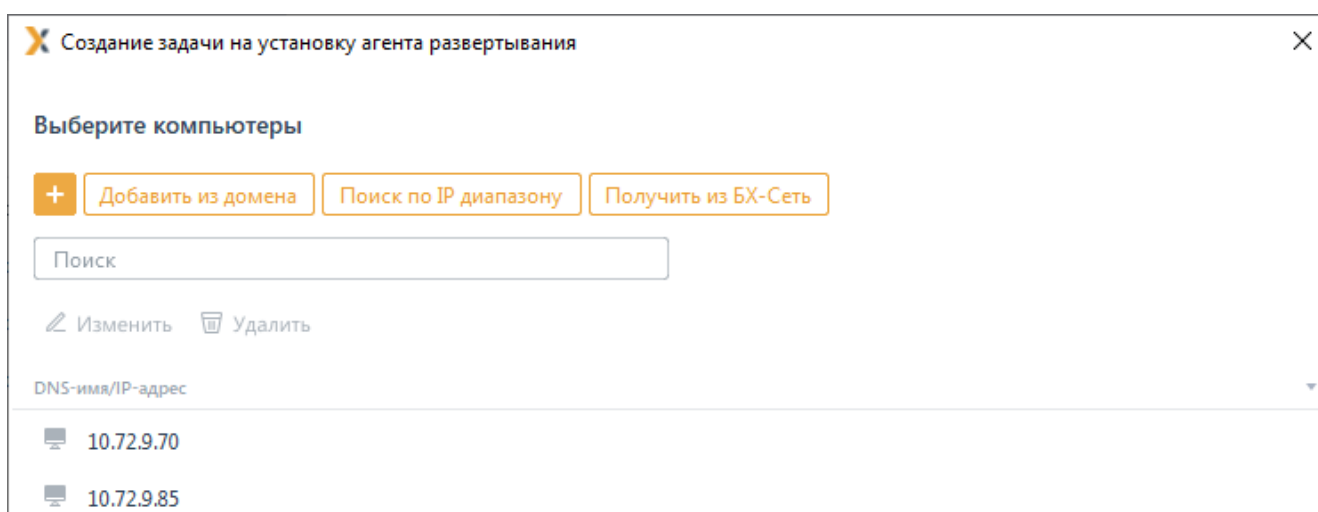 Создание задачи на установку агента развертывания
Выберите компьютеры
+ Добавить из домена Поиск по IP диапазону Получить из БХ-Сеть
Поиск
Изменить Удалить
DNS-имя/IP-адрес
10.72.9.70
10.72.9.85